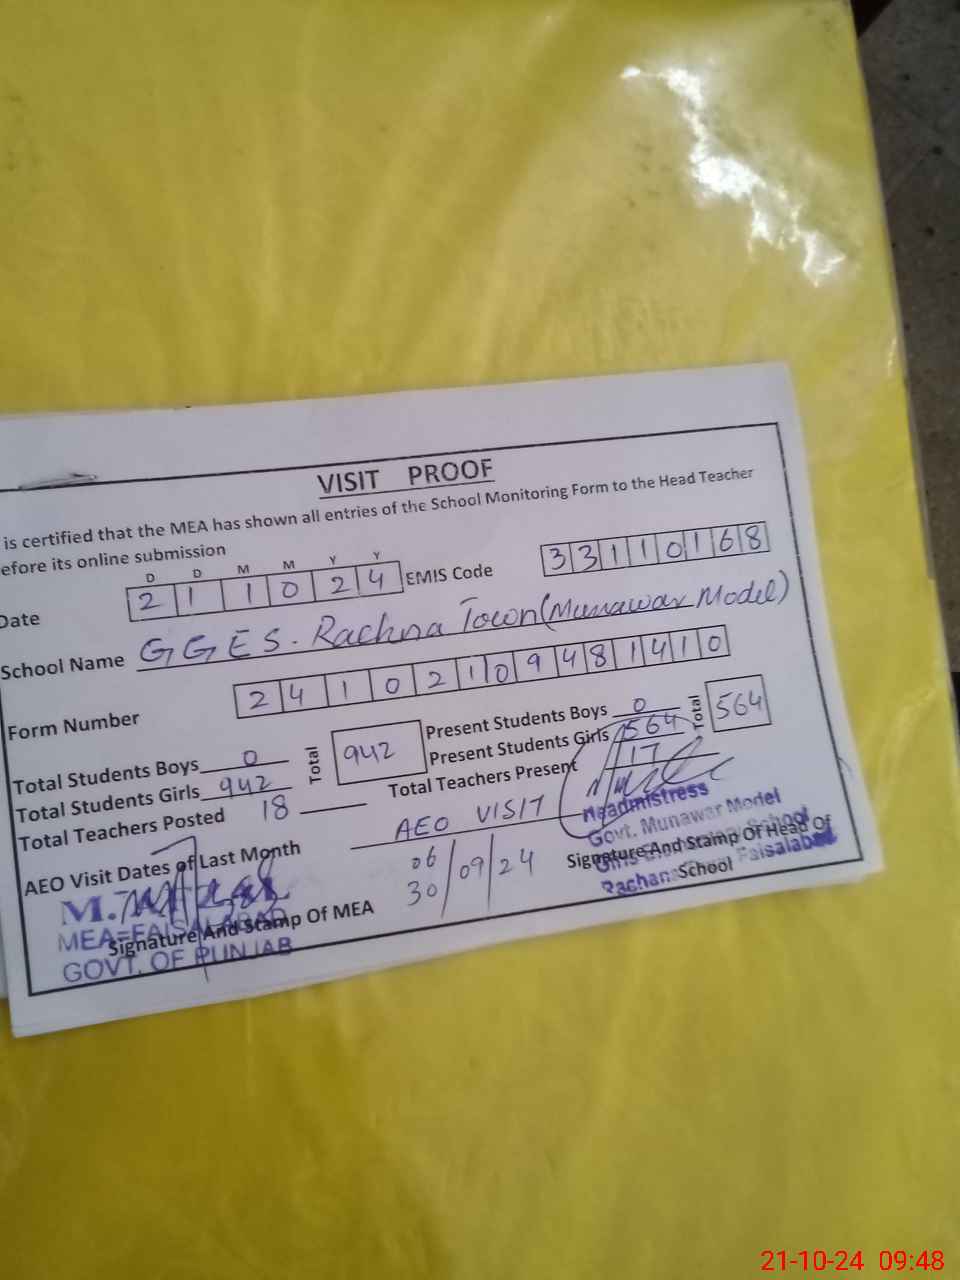 VISIT PROOF
is certified that the MEA has shown all entries of the School Monitoring Form to the Head Teacher
efore its online submission
D D M M Y Y
Date 2 1 1 0 2 4 EMIS Code 3 3 1 1 0 1 6 8
School Name GGES. Rachna Town (Munawar Model)
Form Number 2 4 1 0 2 1 0 9 4 8 1 4 1 0
Total Students Boys 0 Total 942 Present Students Boys 0 Total 564
Total Students Girls 942 Present Students Girls 564
Total Teachers Posted 18 Total Teachers Present 17
AEO Visit Dates of Last Month AEO VISIT
06
30 /09/24
Headmistress
Govt. Munawar Model
School
Signature And Stamp Of Head Of
School
Rachan Faisalabad
M.
MEA=FAISALABAD
Signature And Stamp Of MEA
GOVT. OF PUNJAB
21-10-24 09:48